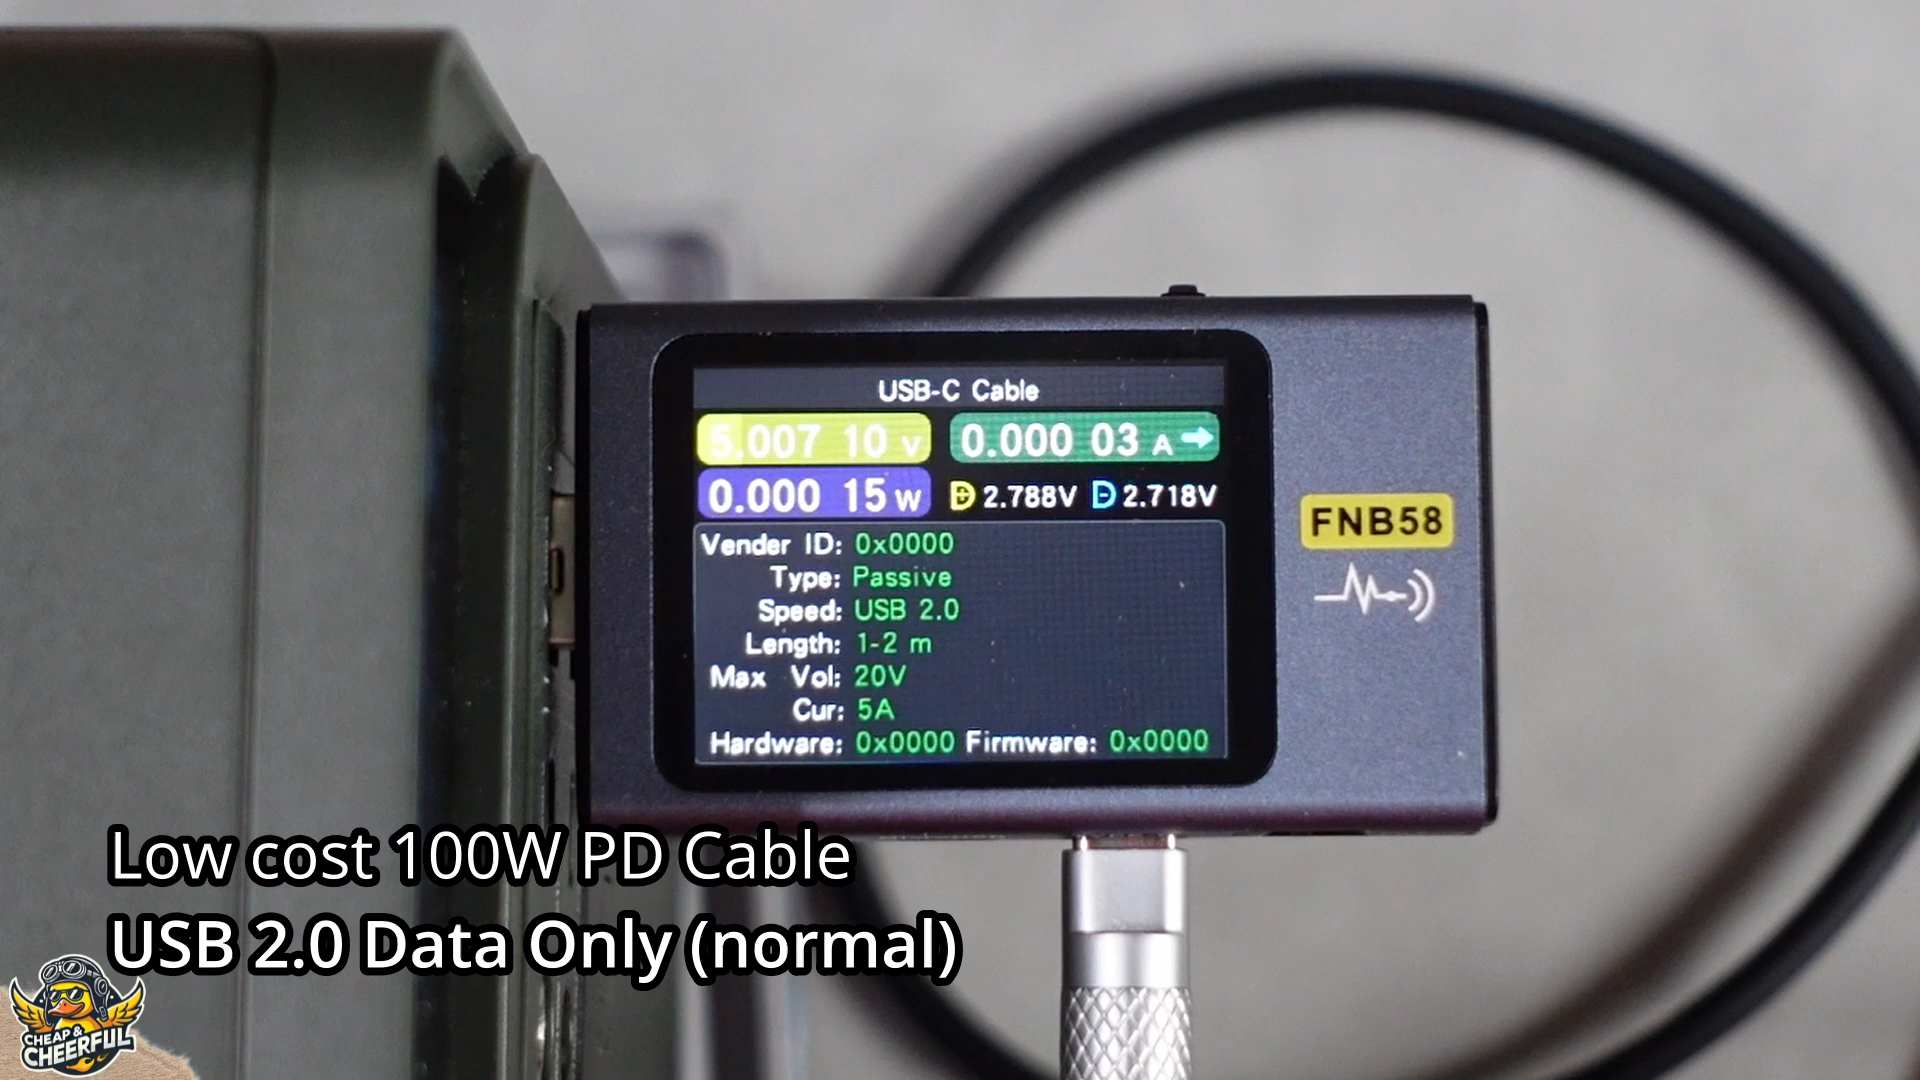 USB-C Cable
5.007 10 V
0.000 03 A
0.000 15 W
D+ 2.788V D- 2.718V
Vender ID: 0x0000
Type: Passive
Speed: USB 2.0
Length: 1-2 m
Max Vol: 20V
Cur: 5A
Hardware: 0x0000 Firmware: 0x0000
FNB58
Low cost 100W PD Cable
USB 2.0 Data Only (normal)
CHEAP &
CHEERFUL